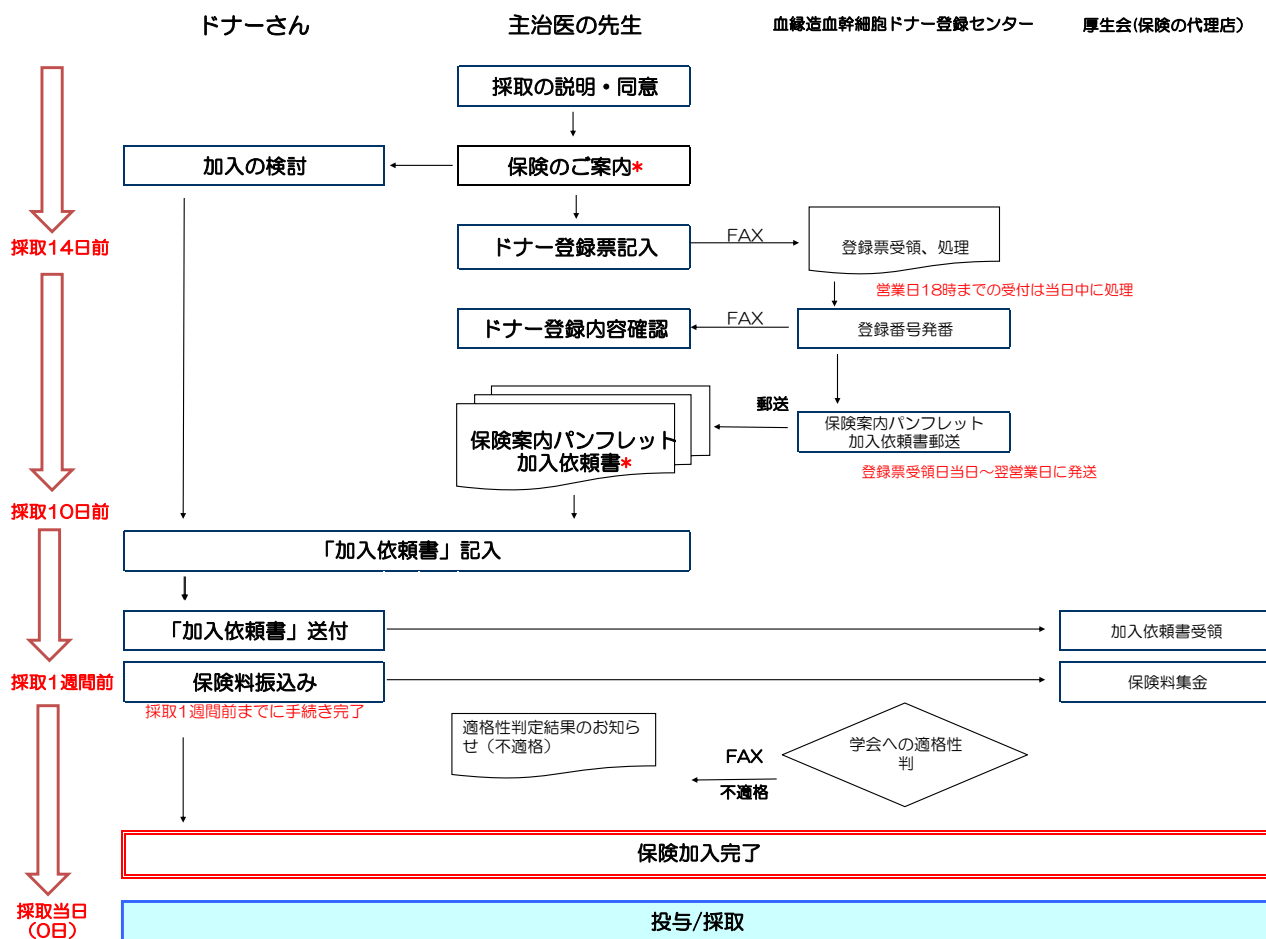 ドナーさん
主治医の先生
血縁造血幹細胞ドナー登録センター
厚生会(保険の代理店)
採取の説明・同意
加入の検討
保険のご案内*
採取14日前
ドナー登録票記入
FAX
登録票受領、処理
営業日18時までの受付は当日中に処理
ドナー登録内容確認
FAX
登録番号発番
郵送
保険案内パンフレット
加入依頼書*
保険案内パンフレット
加入依頼書郵送
登録票受領日当日～翌営業日に発送
採取10日前
「加入依頼書」記入
「加入依頼書」送付
加入依頼書受領
採取1週間前
保険料振込み
保険料集金
採取1週間前までに手続き完了
適格性判定結果のお知ら
せ（不適格）
FAX
不適格
学会への適格性
判
保険加入完了
採取当日
(0日)
投与/採取